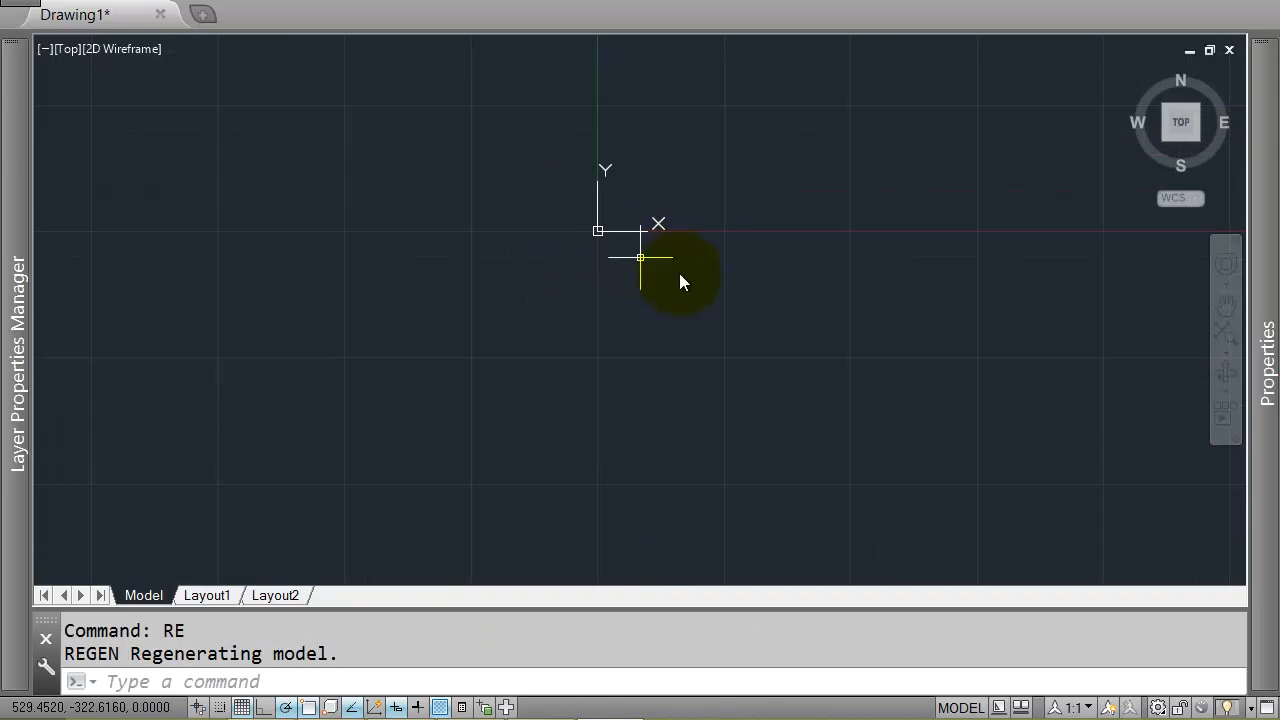 Drawing1*
[−][Top][2D Wireframe]
N
W
TOP
E
S
WCS
Y
X
Layer Properties Manager
Properties
Model
Layout1
Layout2
Command: RE
REGEN Regenerating model.
Type a command
529.4520, -322.6160, 0.0000
MODEL
1:1